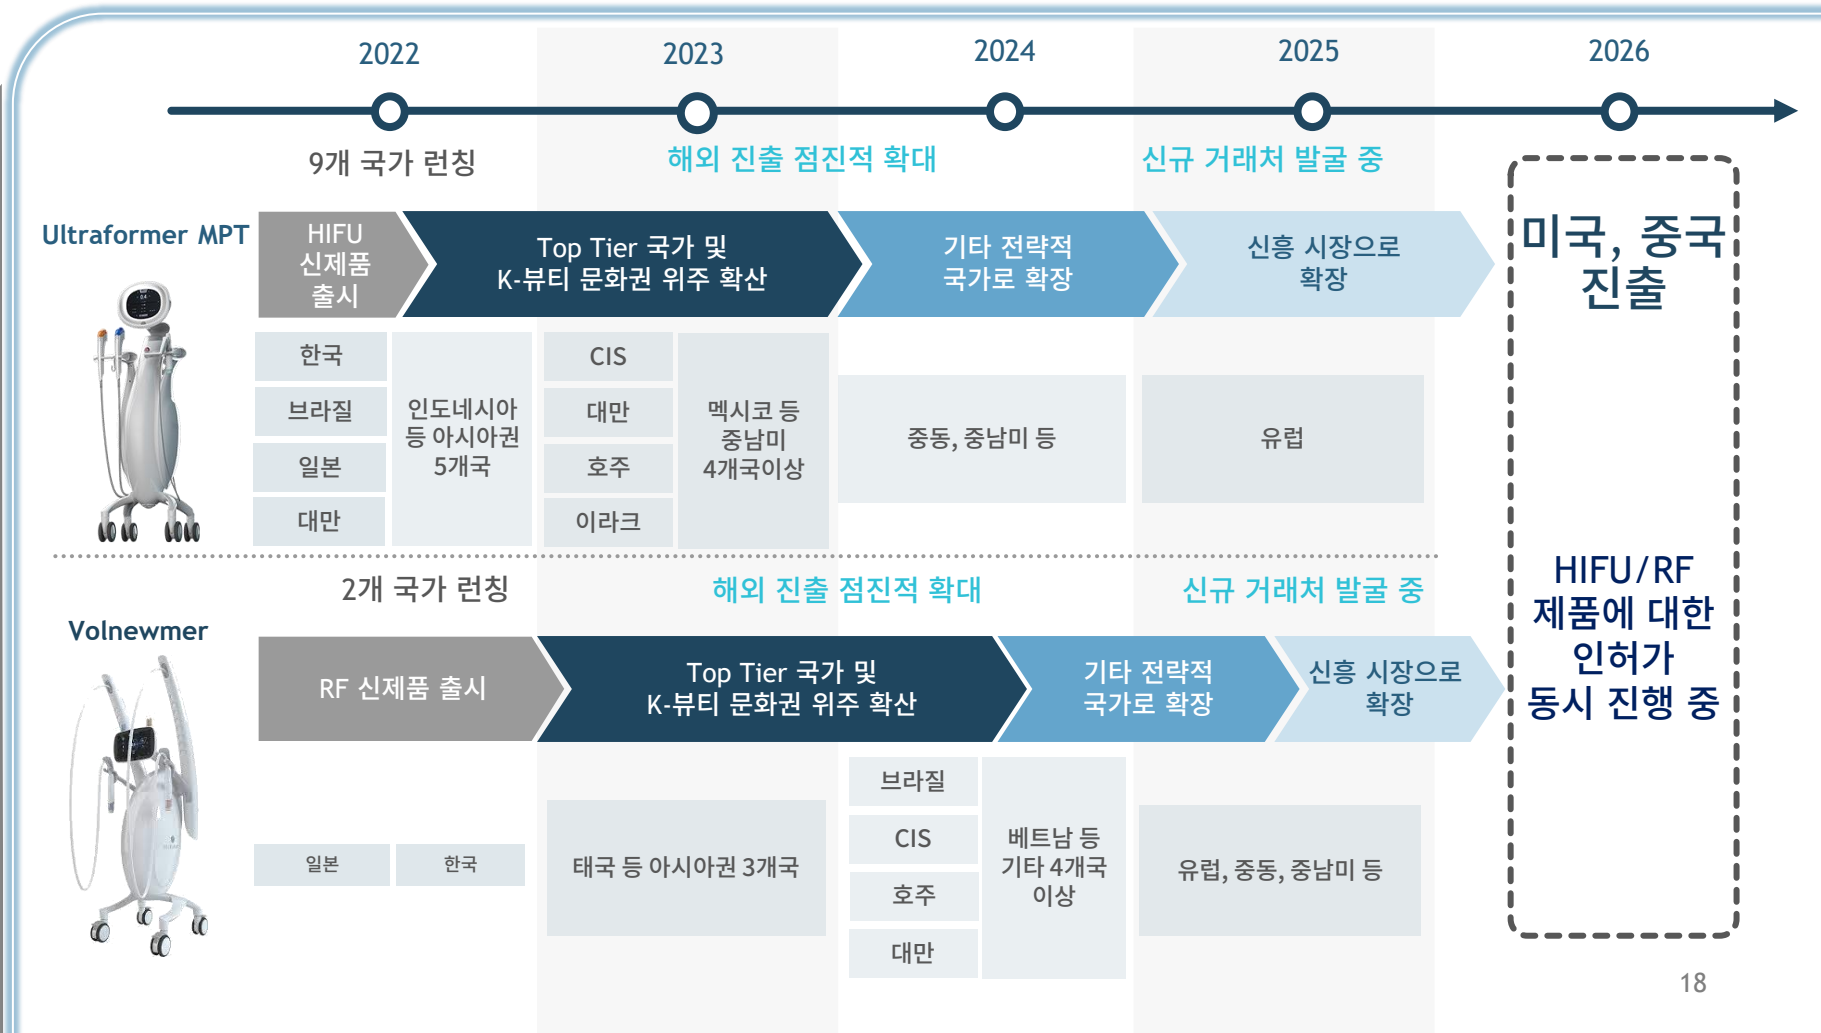 2022
2023
2024
2025
2026
9개 국가 런칭
해외 진출 점진적 확대
신규 거래처 발굴 중
Ultraformer MPT
HIFU
신제품
출시
Top Tier 국가 및
K-뷰티 문화권 위주 확산
기타 전략적
국가로 확장
신흥 시장으로
확장
미국, 중국
진출
한국
브라질
일본
대만
인도네시아
등 아시아권
5개국
CIS
대만
호주
이라크
멕시코 등
중남미
4개국이상
중동, 중남미 등
유럽
HIFU/RF
제품에 대한
인허가
동시 진행 중
2개 국가 런칭
해외 진출 점진적 확대
신규 거래처 발굴 중
Volnewmer
RF 신제품 출시
Top Tier 국가 및
K-뷰티 문화권 위주 확산
기타 전략적
국가로 확장
신흥 시장으로
확장
일본
한국
태국 등 아시아권 3개국
브라질
CIS
호주
대만
베트남 등
기타 4개국
이상
유럽, 중동, 중남미 등
18